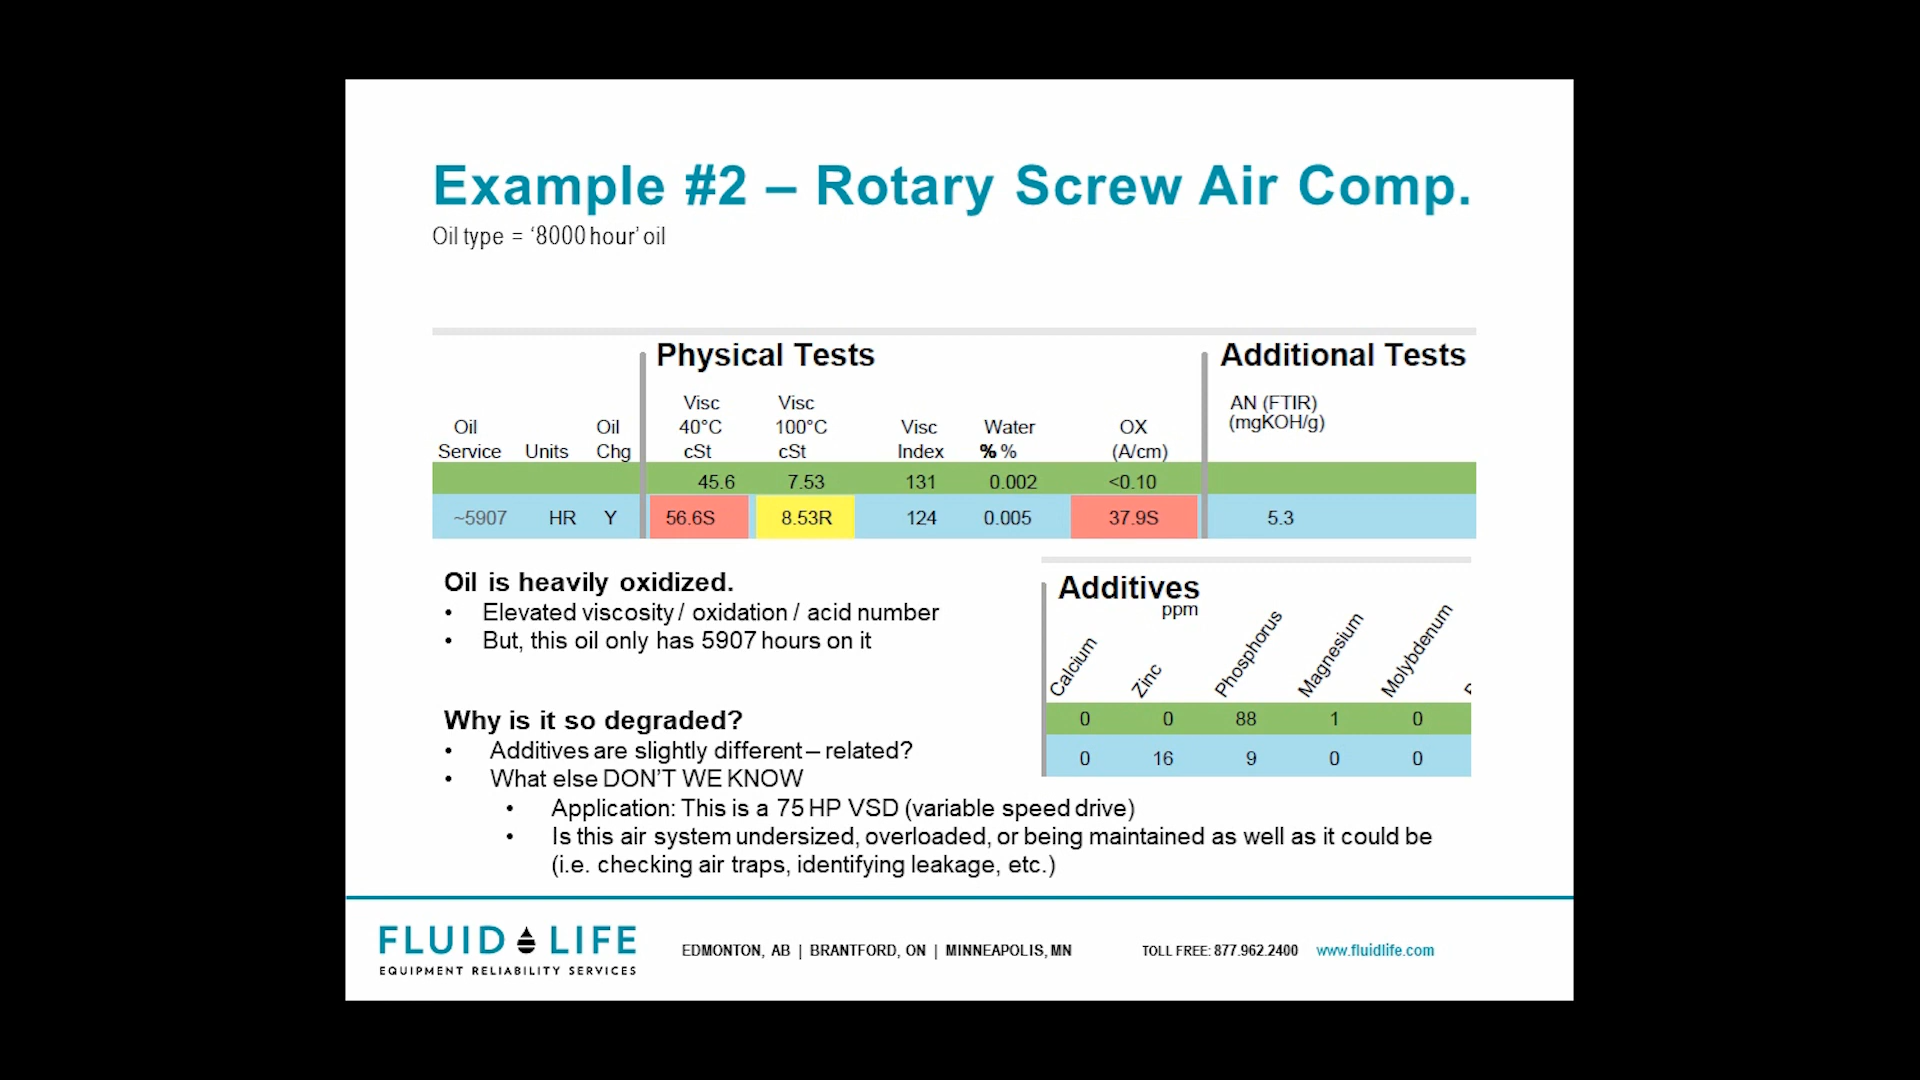 Example #2 – Rotary Screw Air Comp.
Oil type = ‘8000 hour’ oil
Physical Tests
Additional Tests
Oil Service
Units
Oil Chg
Visc 40°C cSt
Visc 100°C cSt
Visc Index
Water % %
OX (A/cm)
AN (FTIR) (mgKOH/g)
45.6 7.53 131 0.002 <0.10
~5907 HR Y 56.6S 8.53R 124 0.005 37.9S 5.3
Oil is heavily oxidized.
• Elevated viscosity / oxidation / acid number
• But, this oil only has 5907 hours on it
Additives
ppm
Calcium Zinc Phosphorus Magnesium Molybdenum
0 0 88 1 0
0 16 9 0 0
Why is it so degraded?
• Additives are slightly different – related?
• What else DON’T WE KNOW
• Application: This is a 75 HP VSD (variable speed drive)
• Is this air system undersized, overloaded, or being maintained as well as it could be
(i.e. checking air traps, identifying leakage, etc.)
FLUID LIFE
EQUIPMENT RELIABILITY SERVICES
EDMONTON, AB | BRANTFORD, ON | MINNEAPOLIS, MN
TOLL FREE: 877.962.2400 www.fluidlife.com